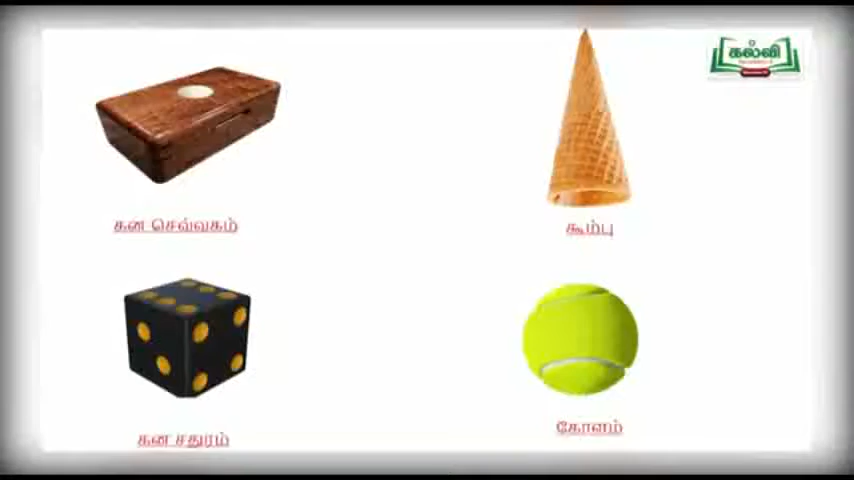 கல்வி
கன செவ்வகம்
கூம்பு
கன சதுரம்
கோளம்